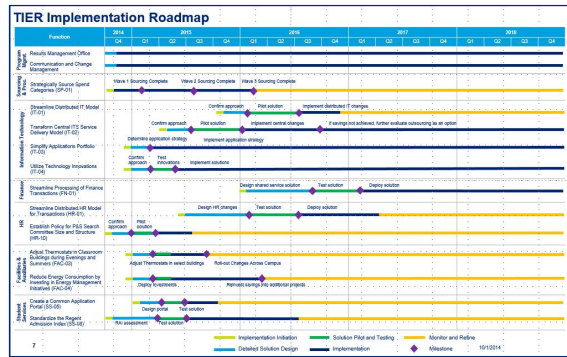 TIER Implementation Roadmap
Function
2014 2015 2016 2017 2018
Q4 Q1 Q2 Q3 Q4 Q1 Q2 Q3 Q4 Q1 Q2 Q3 Q4 Q1 Q2 Q3 Q4
Program
Mgmt.
Results Management Office
Communication and Change
Management
Sourcing
& Proc.
Strategically Source Spend
Categories (SP-01)
Wave 1 Sourcing Complete Wave 2 Sourcing Complete Wave 3 Sourcing Complete
Information Technology
Streamline Distributed IT Model
(IT-01)
Confirm approach Pilot solution Implement distributed IT changes
Transform Central ITS Service
Delivery Model (IT-02)
Confirm approach Pilot solution Implement central changes If savings not achieved, further evaluate outsourcing as an option
Simplify Applications Portfolio
(IT-03)
Determine application strategy Implement application strategy
Utilize Technology Innovations
(IT-04)
Confirm
approach
Test
Innovations
Implement solutions
Finance
Streamline Processing of Finance
Transactions (FN-01)
Design shared service solution Test solution Deploy solution
HR
Streamline Distributed HR Model
for Transactions (HR-01)
Design HR changes Test solution Deploy solution
Establish Policy for P&S Search
Committee Size and Structure
(HR-10)
Confirm
approach
Pilot
solution
Facilities &
Auxiliaries
Adjust Thermostats in Classroom
Buildings during Evenings and
Summers (FAC-03)
Adjust Thermostats in select buildings Roll-out Changes Across Campus
Reduce Energy Consumption by
Investing in Energy Management
Initiatives (FAC-04)
Deploy investments Reinvest savings into additional projects
Student
Services
Create a Common Application
Portal (SS-05)
Design portal Test solution
Standardize the Regent
Admission Index (SS-08)
RAI assessment Test solution
Implementation Initiation Solution Pilot and Testing Monitor and Refine
Detailed Solution Design Implementation Milestone
7
10/1/2014